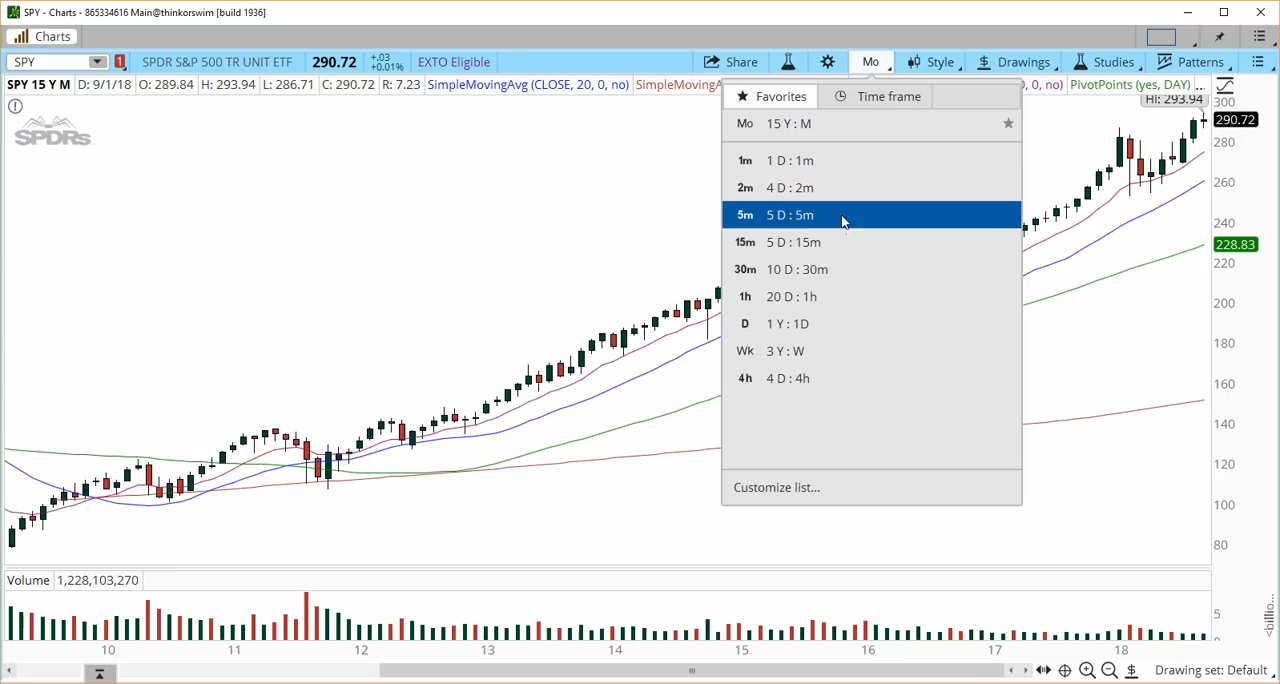 SPY - Charts - 865334616 Main@thinkorswim [build 1936]
Charts
SPY 1 SPDR S&P 500 TR UNIT ETF 290.72 +.03 +0.01% EXTO Eligible Share Mo Style Drawings Studies Patterns
SPY 15 Y M D: 9/1/18 O: 289.84 H: 293.94 L: 286.71 C: 290.72 R: 7.23 SimpleMovingAvg (CLOSE, 20, 0, no) SimpleMovingAvg 0, no) PivotPoints (yes, DAY) ...
SPDRs
Hi: 293.94
Favorites Time frame
Mo 15 Y : M
1m 1 D : 1m
2m 4 D : 2m
5m 5 D : 5m
15m 5 D : 15m
30m 10 D : 30m
1h 20 D : 1h
D 1 Y : 1D
Wk 3 Y : W
4h 4 D : 4h
Customize list...
300
290.72
280
260
240
228.83
220
200
180
160
140
120
100
80
Volume 1,228,103,270
5
0
<billio...
10 11 12 13 14 15 16 17 18
Drawing set: Default